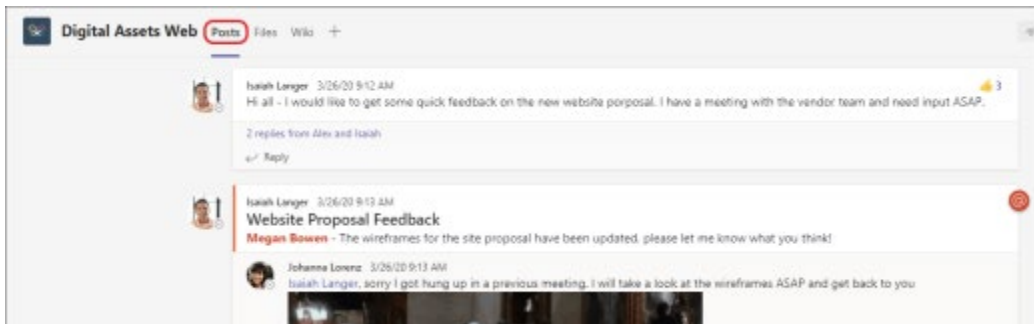 Digital Assets Web Posts Files Wiki +
Isaiah Langer 3/26/20 9:12 AM
3
Hi all - I would like to get some quick feedback on the new website porposal. I have a meeting with the vendor team and need input ASAP.
2 replies from Alex and Isaiah
Reply
Isaiah Langer 3/26/20 9:13 AM
@
Website Proposal Feedback
Megan Bowen - The wireframes for the site proposal have been updated. please let me know what you think!
Johanna Lorenz 3/26/20 9:13 AM
Isaiah Langer, sorry I got hung up in a previous meeting. I will take a look at the wireframes ASAP and get back to you